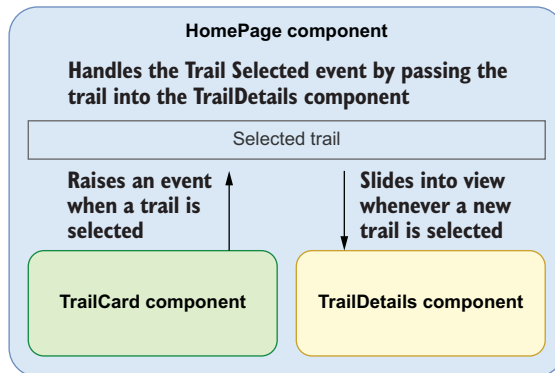 HomePage component
Handles the Trail Selected event by passing the
trail into the TrailDetails component
Selected trail
Raises an event
when a trail is
selected
Slides into view
whenever a new
trail is selected
TrailCard component
TrailDetails component